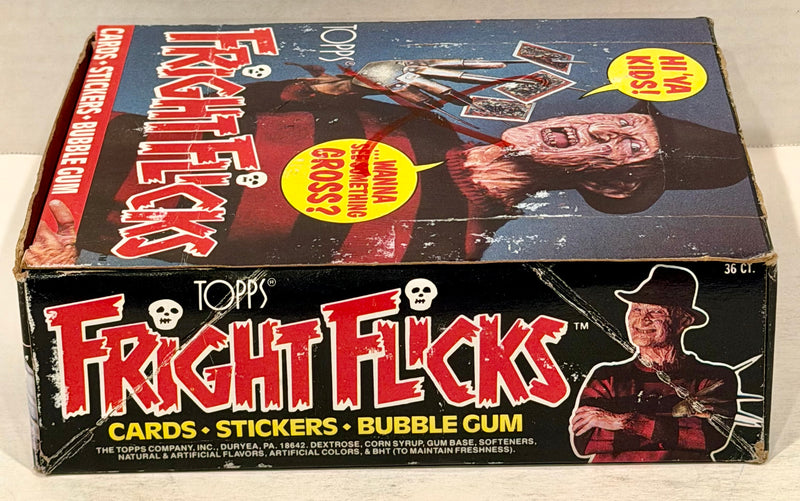 TOPPS®
FRIGHT FLICKS
CARDS • STICKERS • BUBBLE GUM
HI'YA
KIDS!
...WANNA
SEE SOMETHING
GROSS?
36 CT.
TOPPS®
FRIGHT FLICKS™
CARDS • STICKERS • BUBBLE GUM
THE TOPPS COMPANY, INC., DURYEA, PA. 18642. DEXTROSE, CORN SYRUP, GUM BASE, SOFTENERS,
NATURAL & ARTIFICIAL FLAVORS, ARTIFICIAL COLORS, & BHT (TO MAINTAIN FRESHNESS).